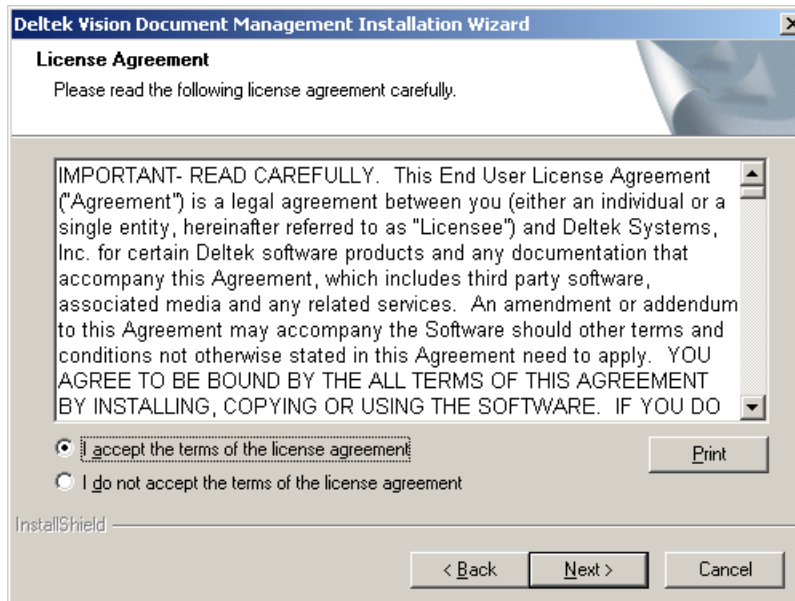 Deltek Vision Document Management Installation Wizard
License Agreement
Please read the following license agreement carefully.
IMPORTANT- READ CAREFULLY.  This End User License Agreement
("Agreement") is a legal agreement between you (either an individual or a
single entity, hereinafter referred to as "Licensee") and Deltek Systems,
Inc. for certain Deltek software products and any documentation that
accompany this Agreement, which includes third party software,
associated media and any related services.  An amendment or addendum
to this Agreement may accompany the Software should other terms and
conditions not otherwise stated in this Agreement need to apply.  YOU
AGREE TO BE BOUND BY THE ALL TERMS OF THIS AGREEMENT
BY INSTALLING, COPYING OR USING THE SOFTWARE.  IF YOU DO
I accept the terms of the license agreement
Print
I do not accept the terms of the license agreement
InstallShield
< Back
Next >
Cancel